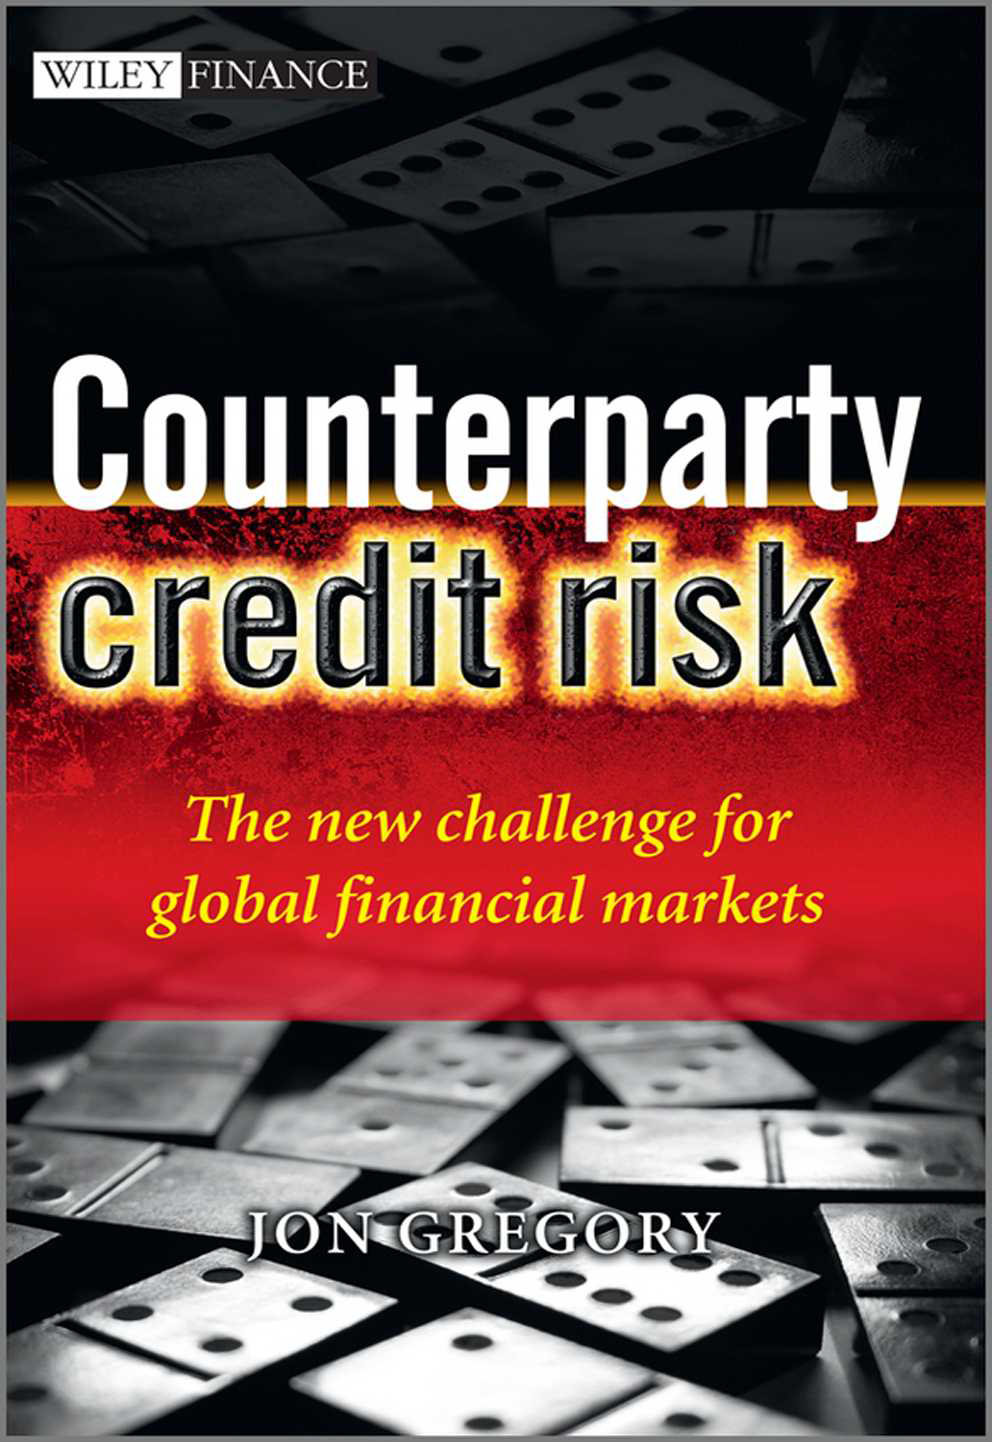 WILEY FINANCE
Counterparty
credit risk
The new challenge for
global financial markets
JON GREGORY